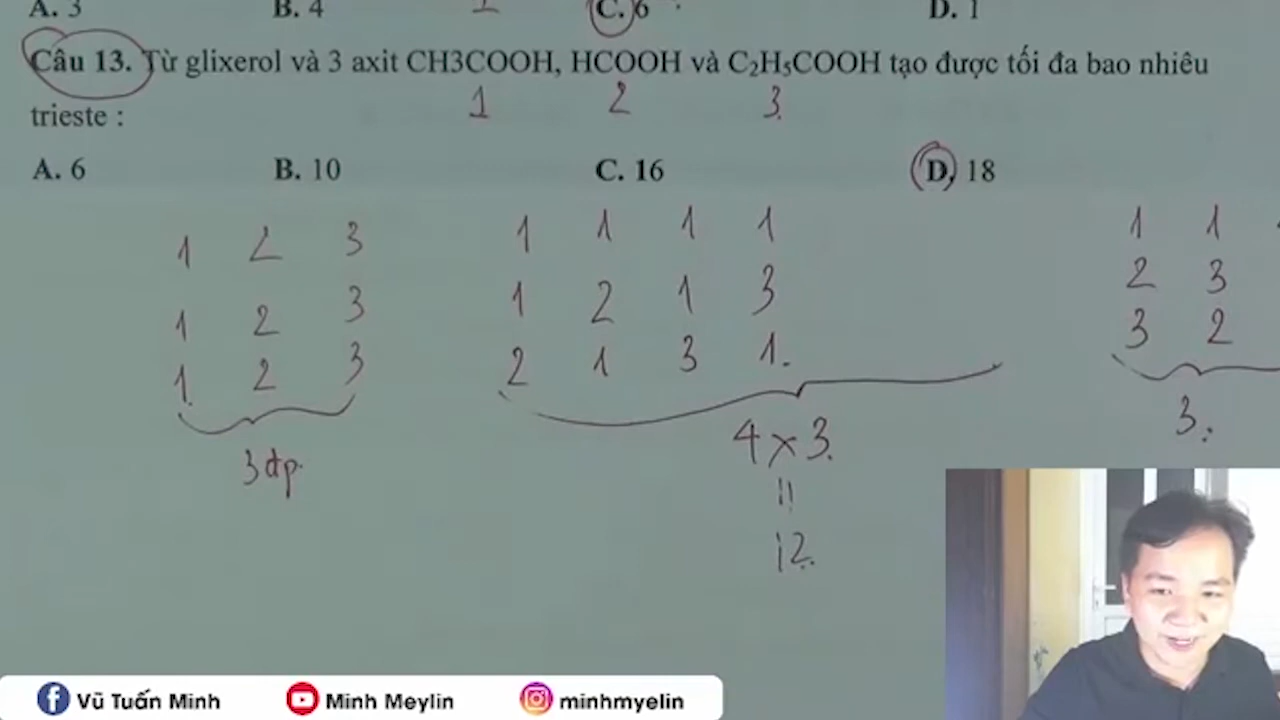 A. 3 B. 4 1 C. 6 D. 1
Câu 13. Từ glixerol và 3 axit CH3COOH, HCOOH và C₂H₅COOH tạo được tối đa bao nhiêu
1 2 3.
trieste :
A. 6 B. 10 C. 16 D, 18
1 2 3 1 1 1 1 1 1
1 2 3 1 2 1 3 2 3
1. 2 3 2 1 3 1. 3 2
3 đp. 4 x 3. 3.
"
12.
Vũ Tuấn Minh Minh Meylin minhmyelin